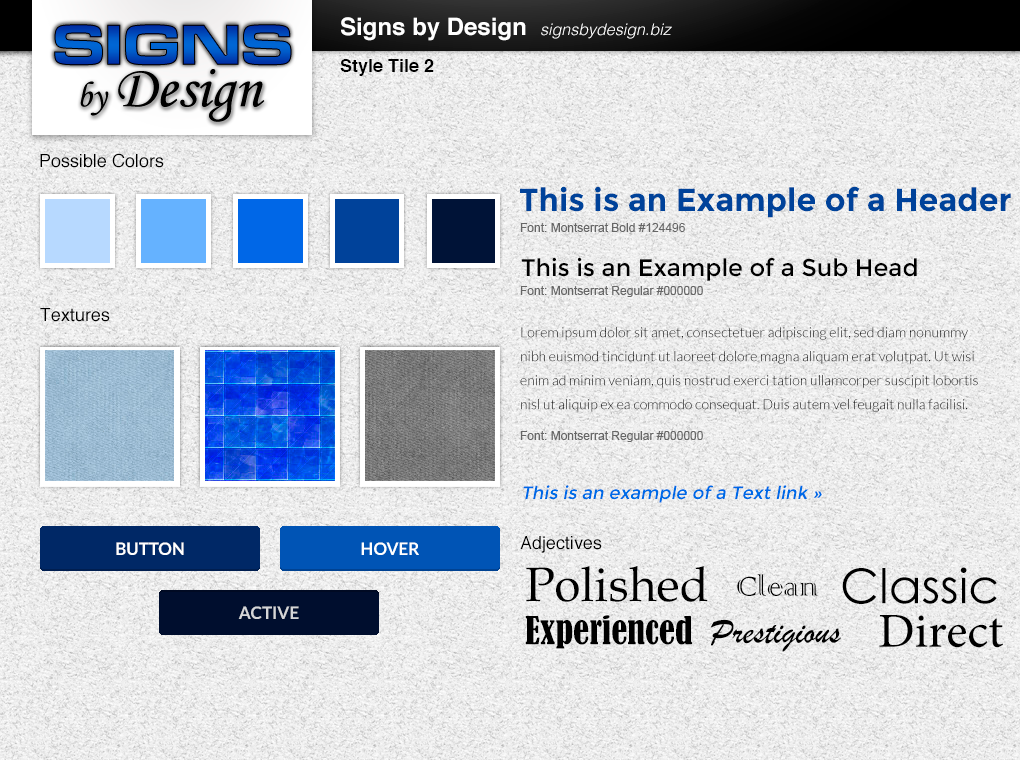 SIGNS
by Design
Signs by Design signsbydesign.biz
Style Tile 2
Possible Colors
Textures
BUTTON
HOVER
ACTIVE
This is an Example of a Header
Font: Montserrat Bold #124496
This is an Example of a Sub Head
Font: Montserrat Regular #000000
Lorem ipsum dolor sit amet, consectetuer adipiscing elit, sed diam nonummy
nibh euismod tincidunt ut laoreet dolore magna aliquam erat volutpat. Ut wisi
enim ad minim veniam, quis nostrud exerci tation ullamcorper suscipit lobortis
nisl ut aliquip ex ea commodo consequat. Duis autem vel feugait nulla facilisi.
Font: Montserrat Regular #000000
This is an example of a Text link »
Adjectives
Polished Clean Classic
Experienced Prestigious Direct